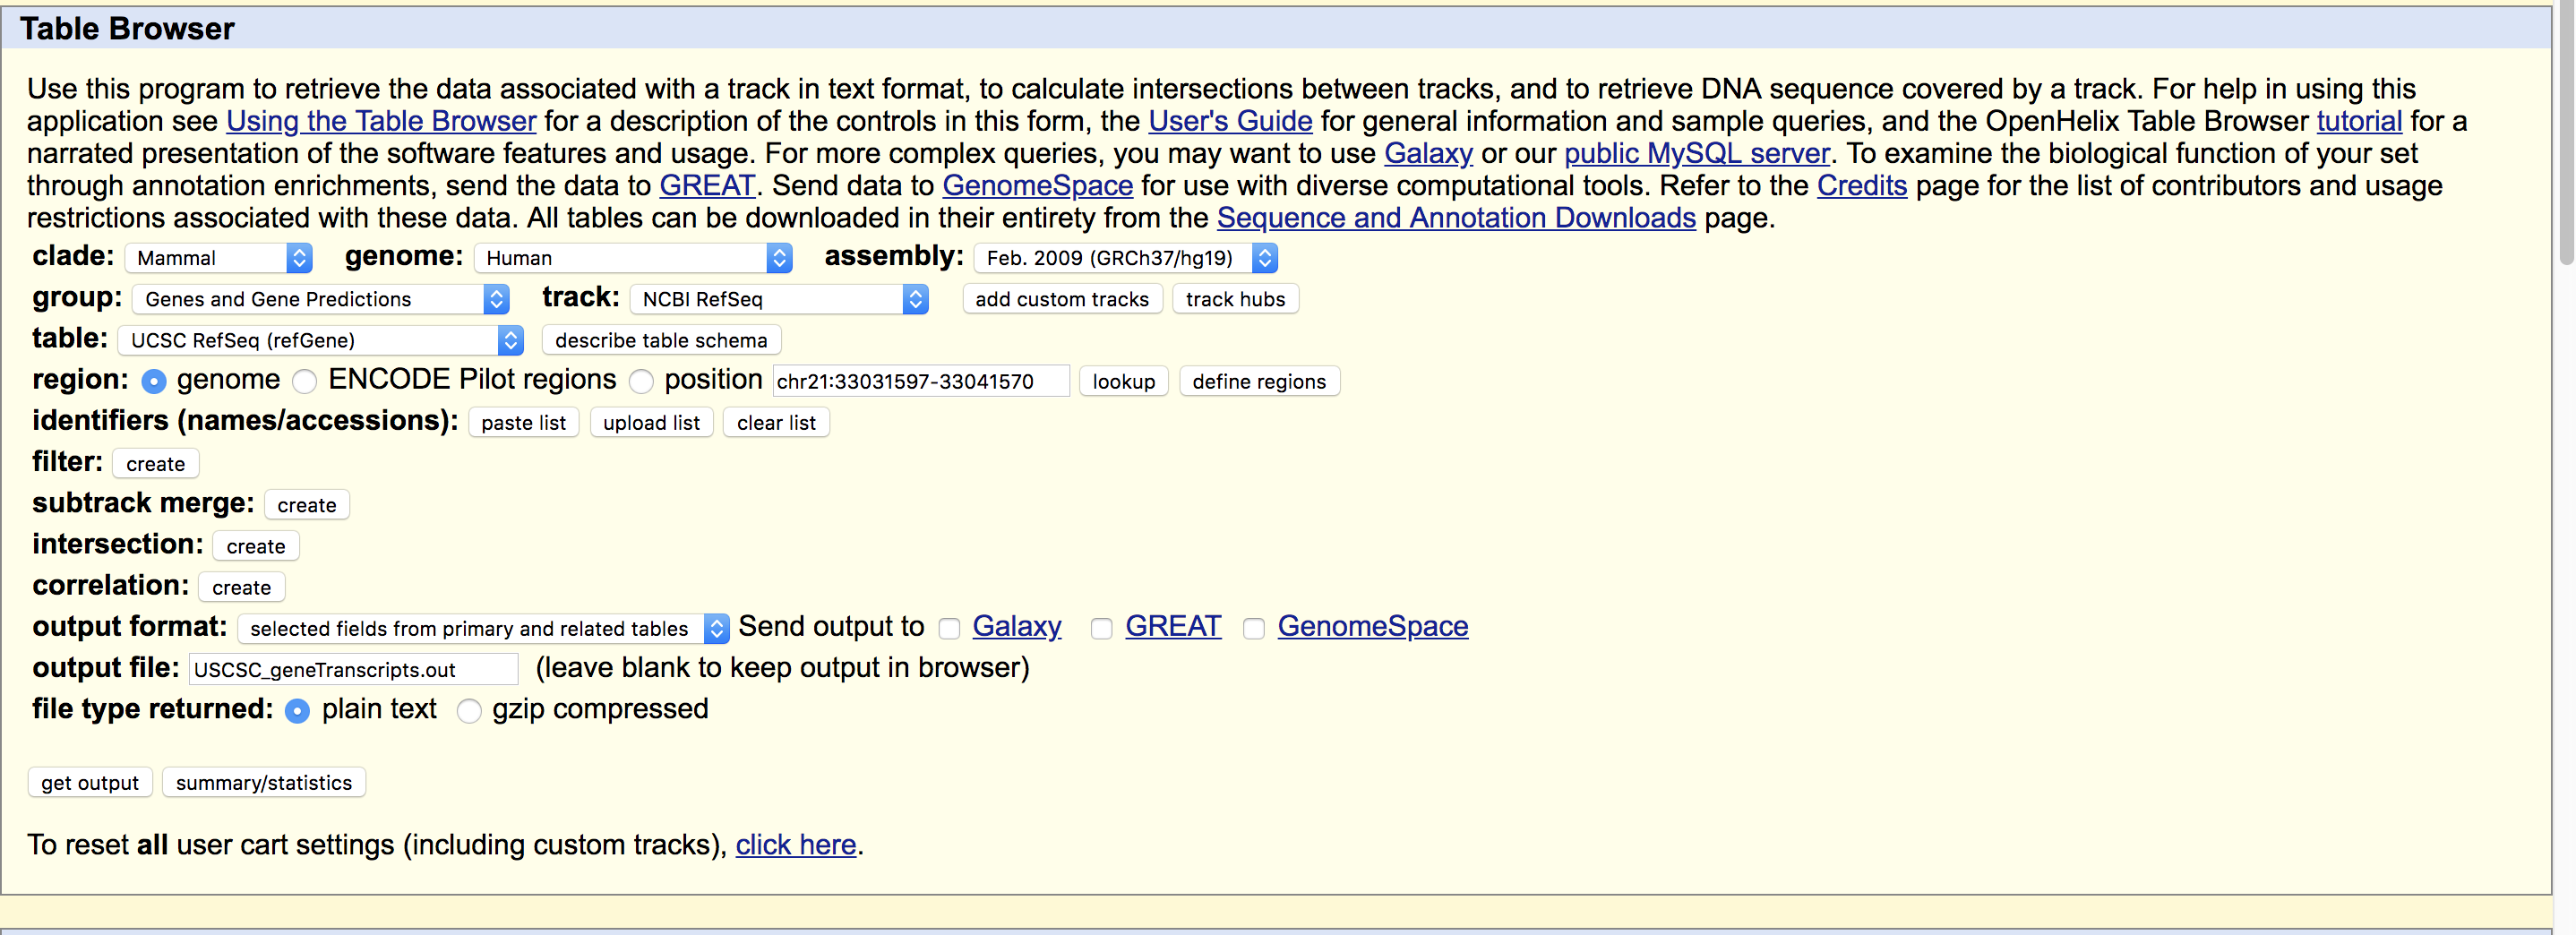 Table Browser
Use this program to retrieve the data associated with a track in text format, to calculate intersections between tracks, and to retrieve DNA sequence covered by a track. For help in using this
application see Using the Table Browser for a description of the controls in this form, the User's Guide for general information and sample queries, and the OpenHelix Table Browser tutorial for a
narrated presentation of the software features and usage. For more complex queries, you may want to use Galaxy or our public MySQL server. To examine the biological function of your set
through annotation enrichments, send the data to GREAT. Send data to GenomeSpace for use with diverse computational tools. Refer to the Credits page for the list of contributors and usage
restrictions associated with these data. All tables can be downloaded in their entirety from the Sequence and Annotation Downloads page.
clade: Mammal genome: Human assembly: Feb. 2009 (GRCh37/hg19)
group: Genes and Gene Predictions track: NCBI RefSeq add custom tracks track hubs
table: UCSC RefSeq (refGene) describe table schema
region: genome ENCODE Pilot regions position chr21:33031597-33041570 lookup define regions
identifiers (names/accessions): paste list upload list clear list
filter: create
subtrack merge: create
intersection: create
correlation: create
output format: selected fields from primary and related tables Send output to Galaxy GREAT GenomeSpace
output file: USCSC_geneTranscripts.out (leave blank to keep output in browser)
file type returned: plain text gzip compressed
get output summary/statistics
To reset all user cart settings (including custom tracks), click here.